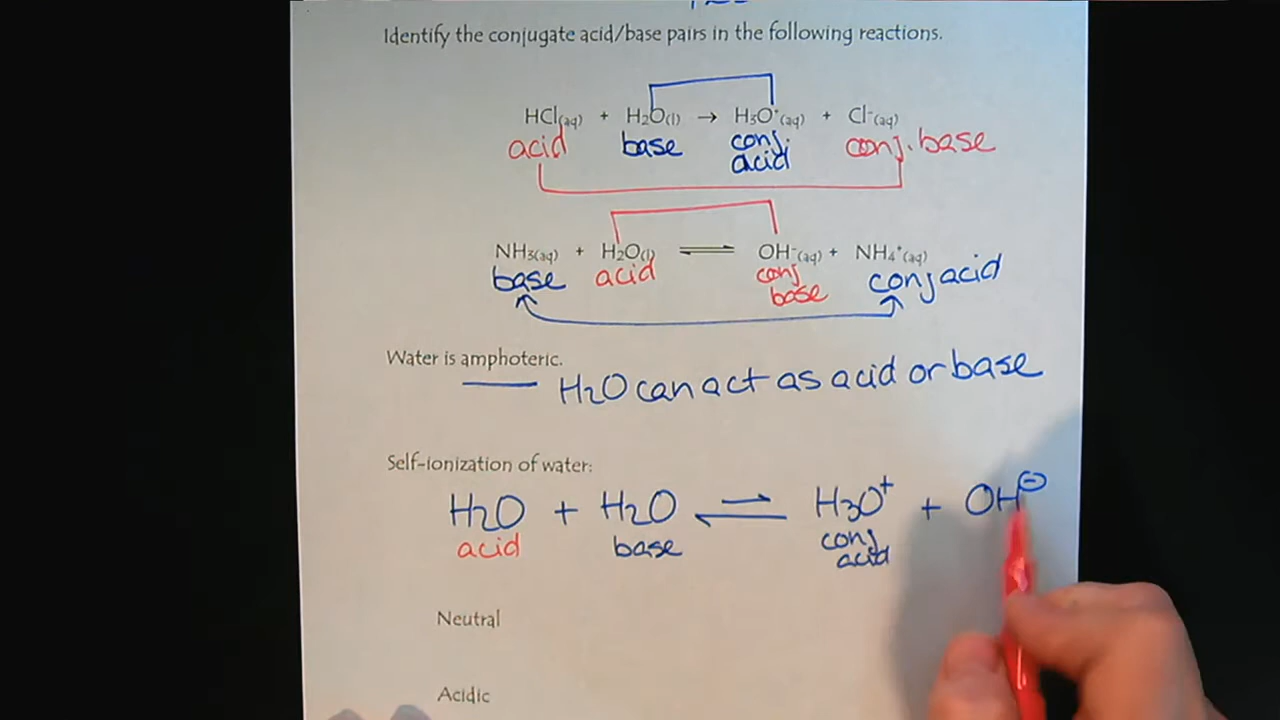 Identify the conjugate acid/base pairs in the following reactions.
HCl(aq) + H₂O(l) → H₃O⁺(aq) + Cl⁻(aq)
acid base conj. acid conj. base
NH₃(aq) + H₂O(l) ⇌ OH⁻(aq) + NH₄⁺(aq)
base acid conj base conj acid
Water is amphoteric.
H₂O can act as acid or base
Self-ionization of water:
H₂O + H₂O ⇌ H₃O⁺ + OH⁻
acid base conj acid
Neutral
Acidic